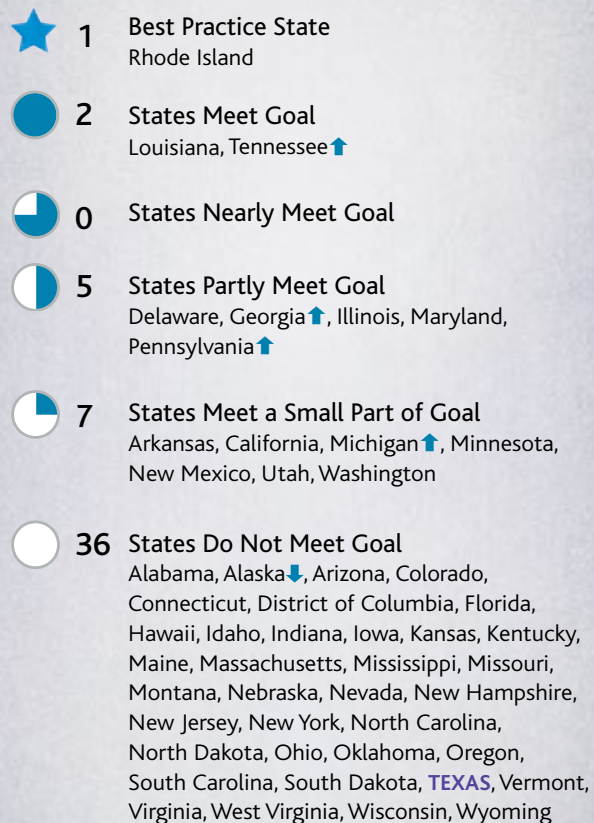 1 Best Practice State
Rhode Island
2 States Meet Goal
Louisiana, Tennessee⬆
0 States Nearly Meet Goal
5 States Partly Meet Goal
Delaware, Georgia⬆, Illinois, Maryland,
Pennsylvania⬆
7 States Meet a Small Part of Goal
Arkansas, California, Michigan⬆, Minnesota,
New Mexico, Utah, Washington
36 States Do Not Meet Goal
Alabama, Alaska⬇, Arizona, Colorado,
Connecticut, District of Columbia, Florida,
Hawaii, Idaho, Indiana, Iowa, Kansas, Kentucky,
Maine, Massachusetts, Mississippi, Missouri,
Montana, Nebraska, Nevada, New Hampshire,
New Jersey, New York, North Carolina,
North Dakota, Ohio, Oklahoma, Oregon,
South Carolina, South Dakota, TEXAS, Vermont,
Virginia, West Virginia, Wisconsin, Wyoming